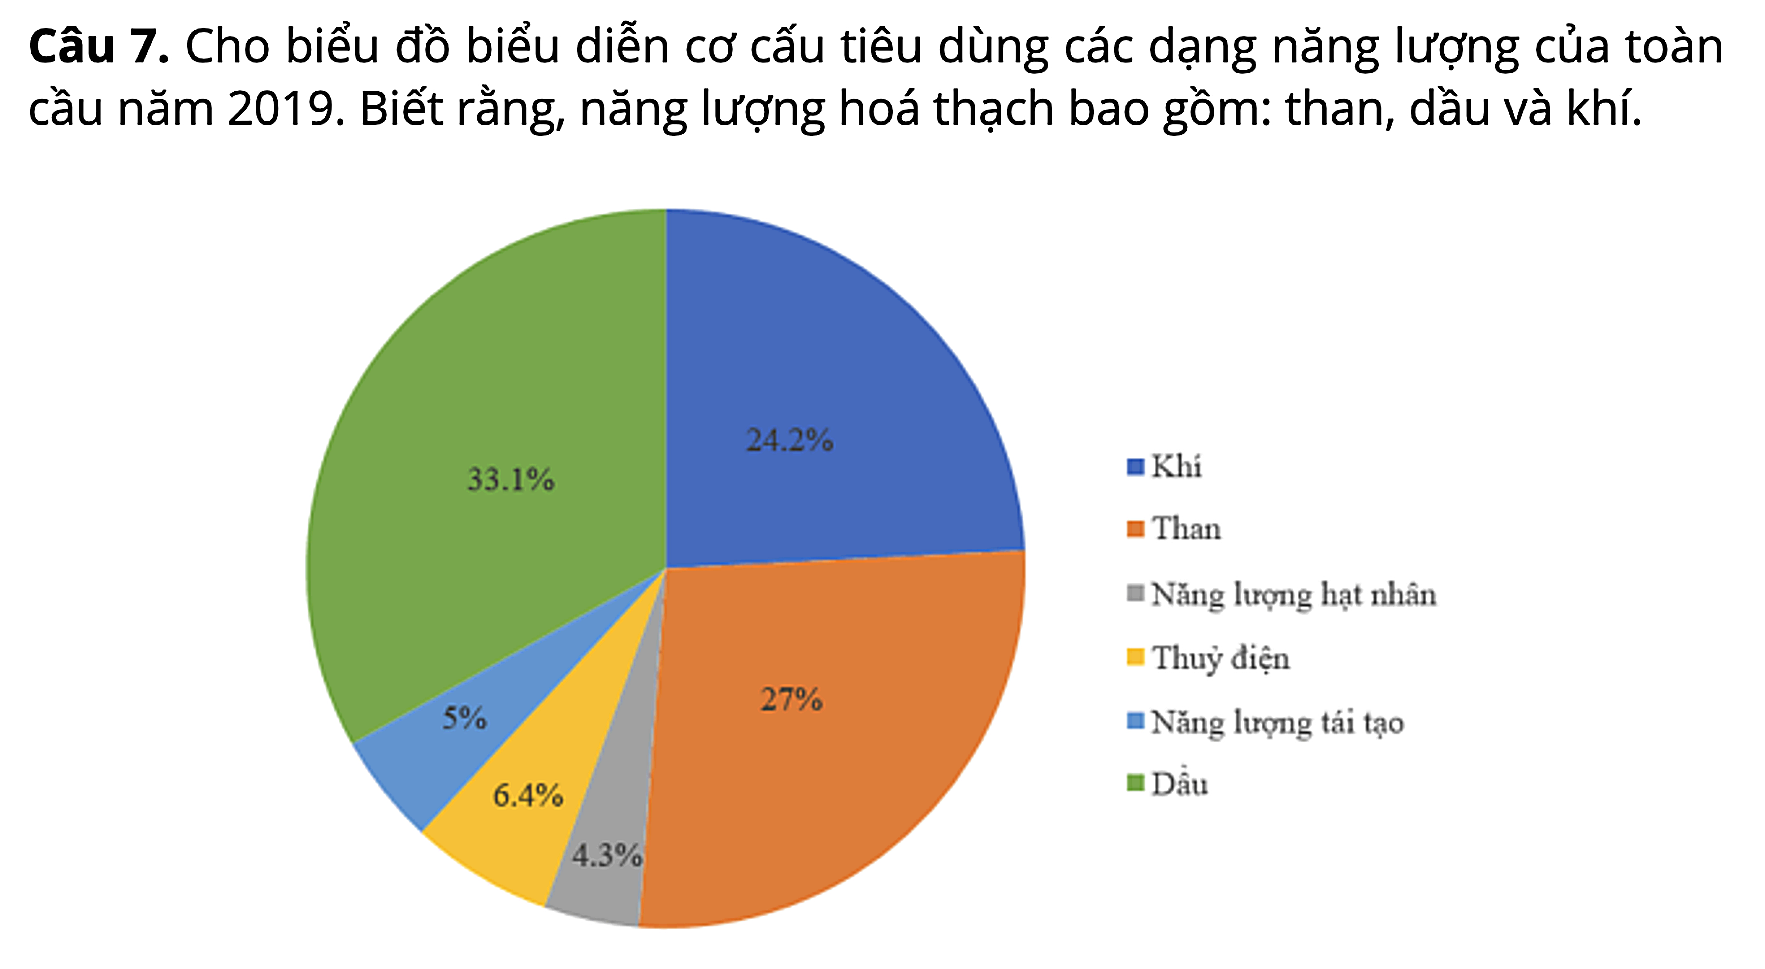 Câu 7. Cho biểu đồ biểu diễn cơ cấu tiêu dùng các dạng năng lượng của toàn
cầu năm 2019. Biết rằng, năng lượng hoá thạch bao gồm: than, dầu và khí.
24.2%
33.1%
27%
5%
6.4%
4.3%
Khí
Than
Năng lượng hạt nhân
Thuỷ điện
Năng lượng tái tạo
Dầu